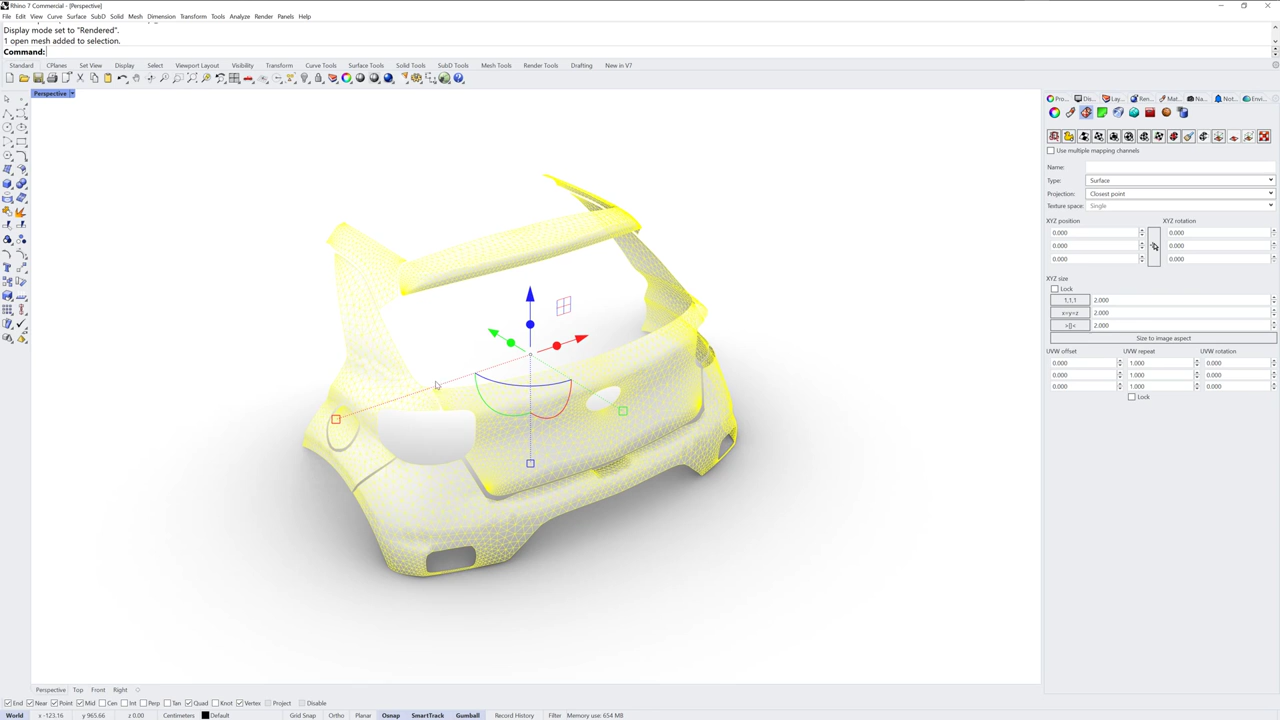 Rhino 7 Commercial - [Perspective]
File Edit View Curve Surface SubD Solid Mesh Dimension Transform Tools Analyze Render Panels Help
Display mode set to "Rendered".
1 open mesh added to selection.
Command:
Standard CPlanes Set View Display Select Viewport Layout Visibility Transform Curve Tools Surface Tools Solid Tools SubD Tools Mesh Tools Render Tools Drafting New in V7
Perspective
Pro... Dis... Lay... Ren... Mat... Na... Not... Envi...
Use multiple mapping channels
Name:
Type: Surface
Projection: Closest point
Texture space: Single
XYZ position XYZ rotation
0.000 0.000
0.000 0.000
0.000 0.000
XYZ size
Lock
1,1,1 2.000
x=y=z 2.000
>[]< 2.000
Size to image aspect
UVW offset UVW repeat UVW rotation
0.000 1.000 0.000
0.000 1.000 0.000
0.000 1.000 0.000
Lock
Perspective Top Front Right
End Near Point Mid Cen Int Perp Tan Quad Knot Vertex Project Disable
World x -123.16 y 965.66 z 0.00 Centimeters Default Grid Snap Ortho Planar Osnap SmartTrack Gumball Record History Filter Memory use: 654 MB